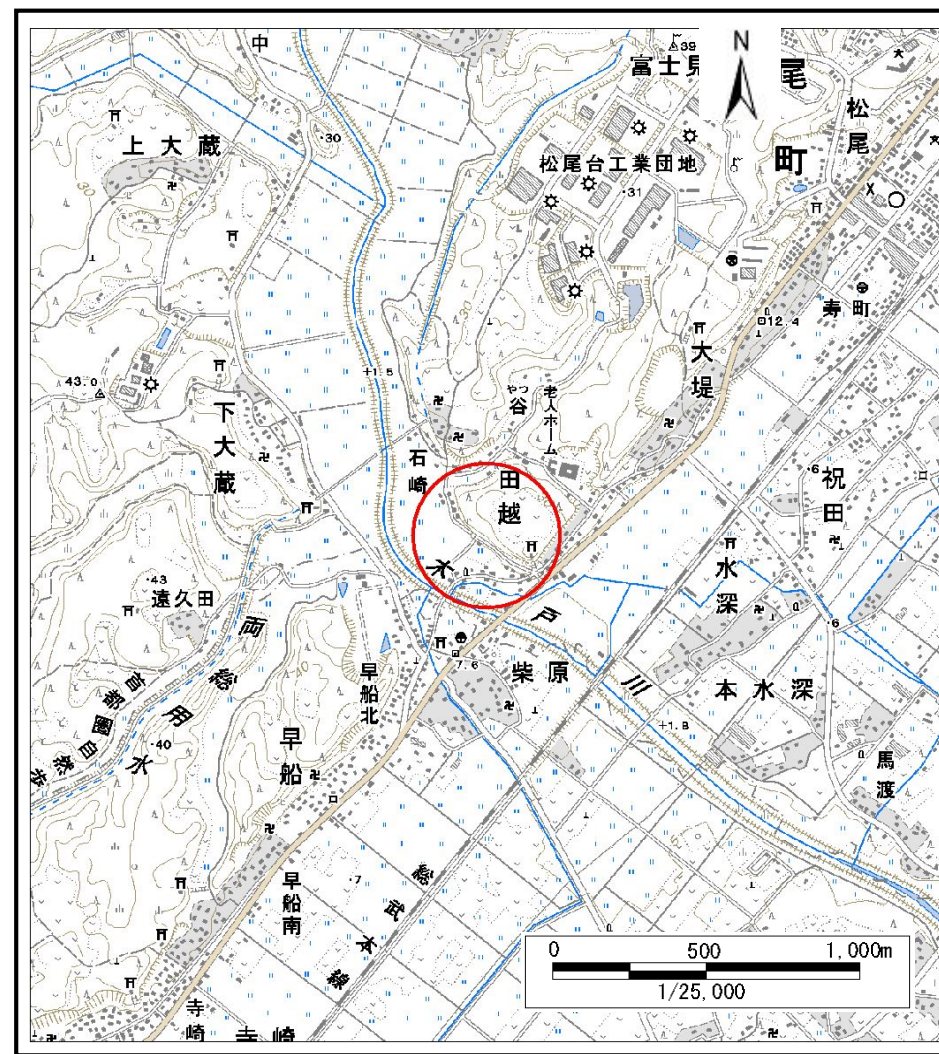 中
39
N
富士見
尾
町
松尾
30
上大蔵
松尾台工業団地
31
30
30
12.4
寿町
大堤
+1.5
43.0
下大蔵
やつ
谷
老人ホーム
石崎
田越
6
祝田
水深
木戸川
43
遠久田
両総用水
6
7.6
柴原
本水深
早船北
首都圏自然歩
40
早船
+1.8
馬渡
早船南
7
総武本線
寺崎
寺崎
0 500 1,000m
1/25,000